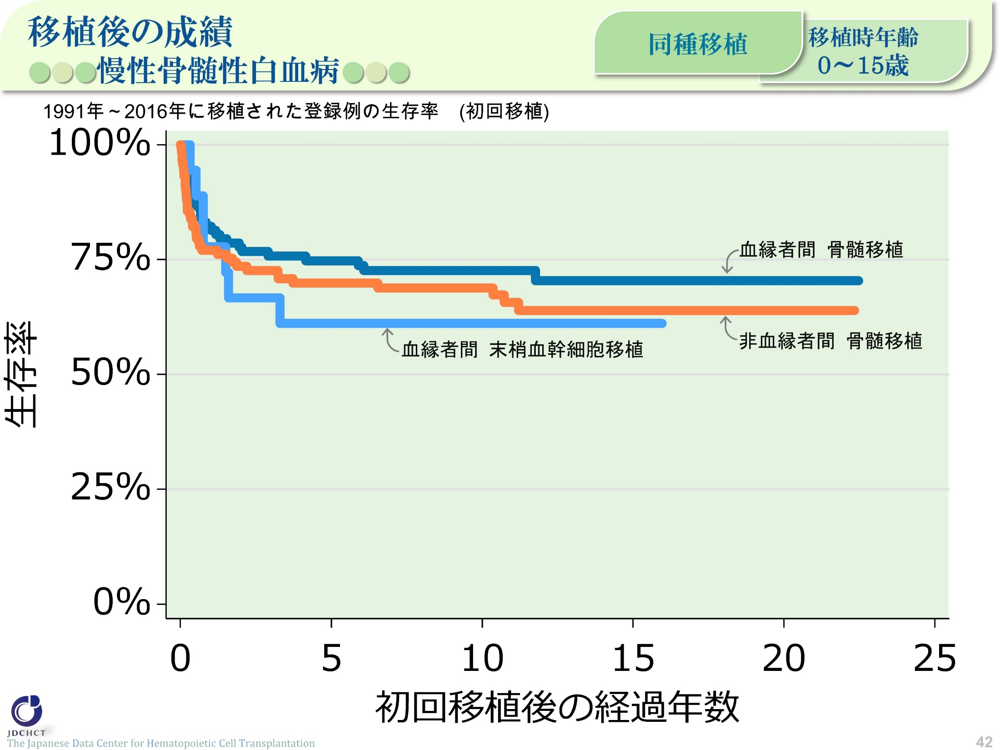 移植後の成績
慢性骨髄性白血病
同種移植
移植時年齢
0～15歳
1991年～2016年に移植された登録例の生存率　(初回移植)
100%
75%
50%
25%
0%
生存率
血縁者間　骨髄移植
非血縁者間　骨髄移植
血縁者間　末梢血幹細胞移植
0 5 10 15 20 25
初回移植後の経過年数
JDCHCT
The Japanese Data Center for Hematopoietic Cell Transplantation
42